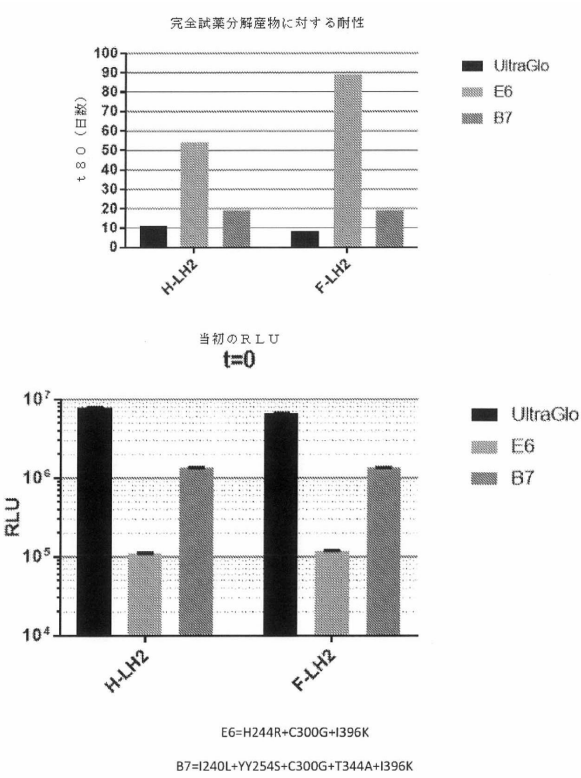 完全試薬分解産物に対する耐性
100
90
80
70
60
50
40
30
20
10
0
t80（日数）
H-LH2
F-LH2
UltraGlo
E6
B7
当初のRLU
t=0
10⁷
10⁶
10⁵
10⁴
RLU
H-LH2
F-LH2
UltraGlo
E6
B7
E6=H244R+C300G+I396K
B7=I240L+YY254S+C300G+T344A+I396K